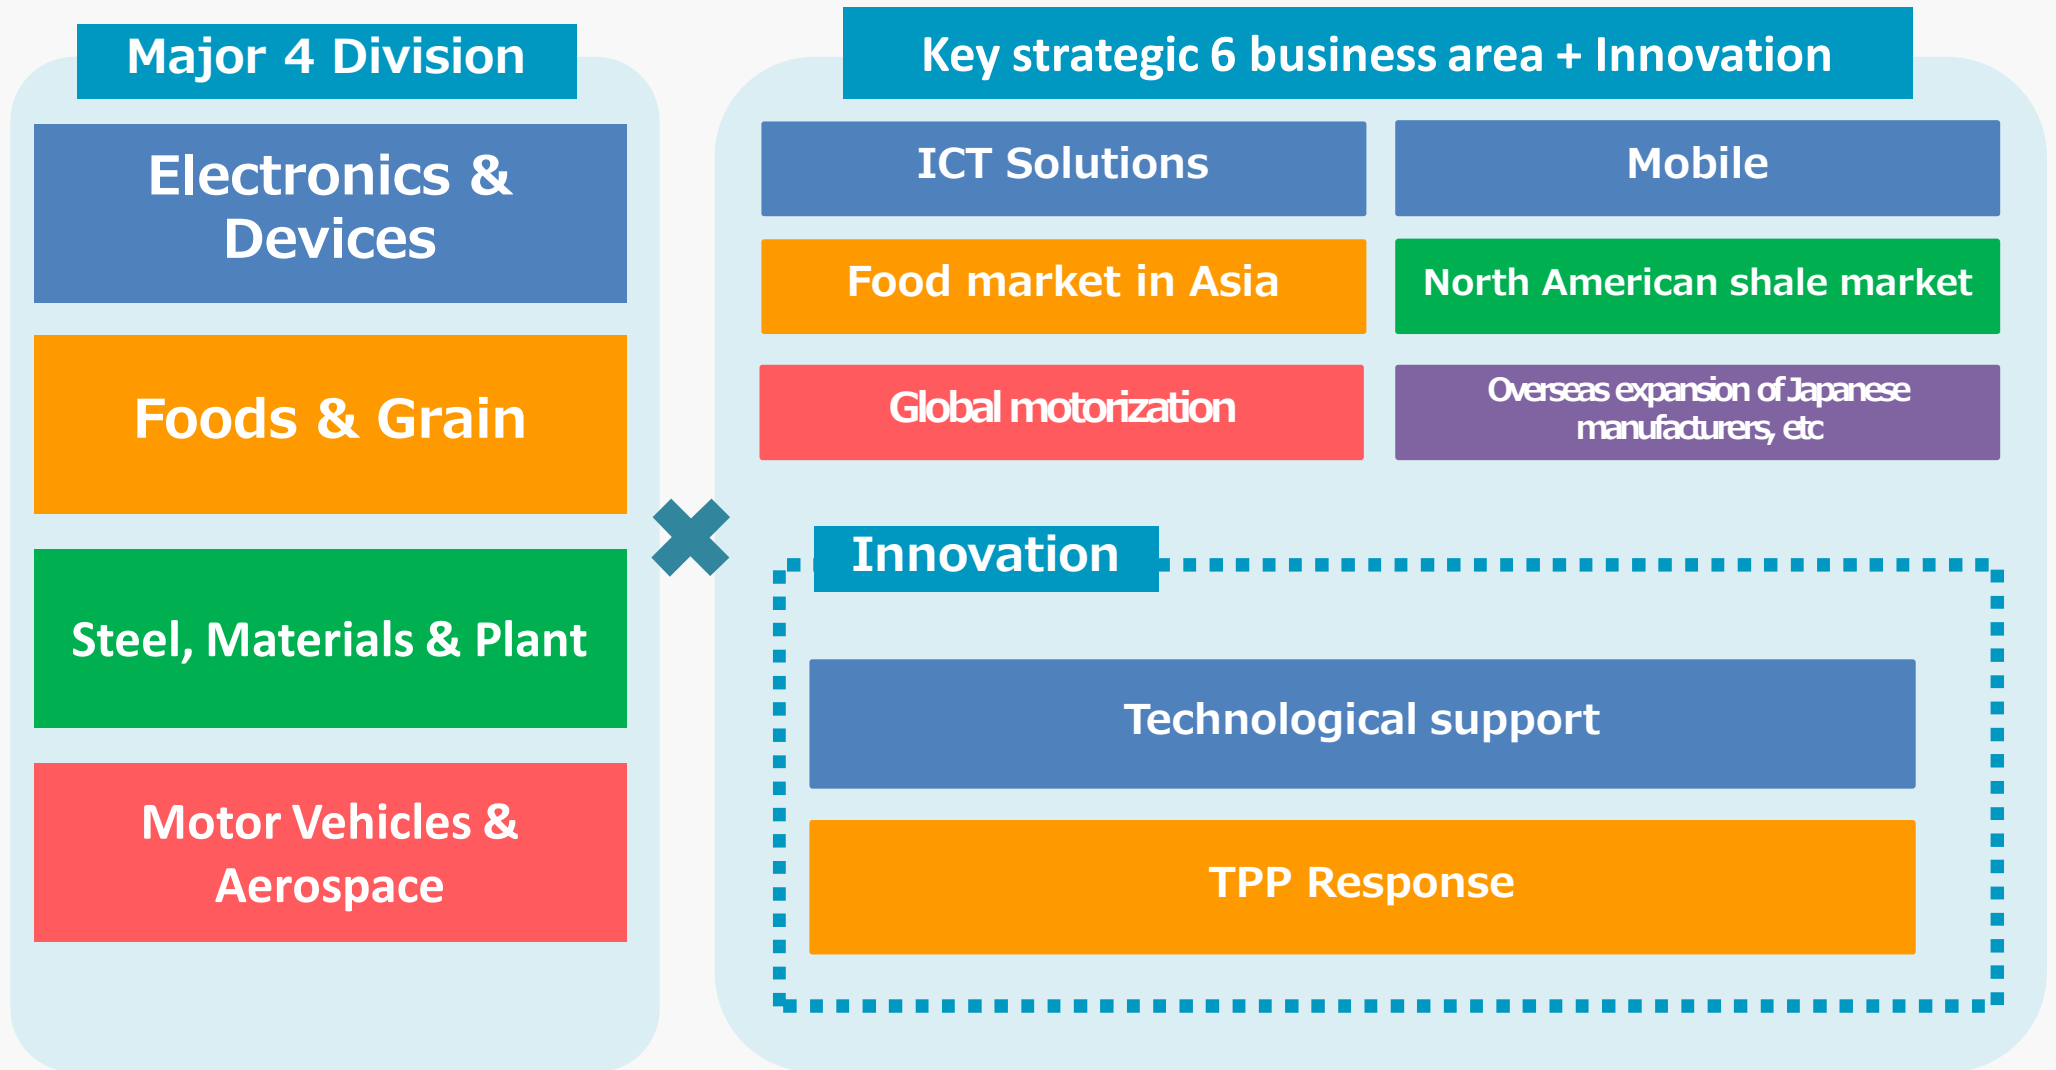 Major 4 Division
Electronics &
Devices
Foods & Grain
Steel, Materials & Plant
Motor Vehicles &
Aerospace
Key strategic 6 business area + Innovation
ICT Solutions
Mobile
Food market in Asia
North American shale market
Global motorization
Overseas expansion of Japanese
manufacturers, etc
Innovation
Technological support
TPP Response